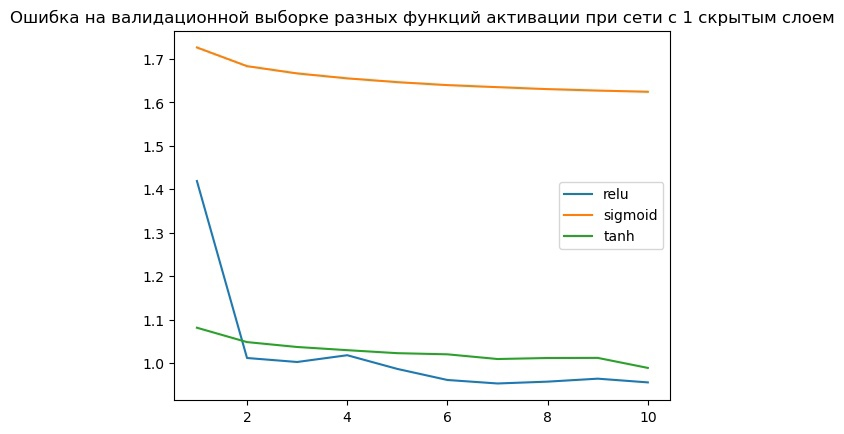 Ошибка на валидационной выборке разных функций активации при сети с 1 скрытым слоем
1.7
1.6
1.5
1.4
1.3
1.2
1.1
1.0
relu
sigmoid
tanh
2 4 6 8 10